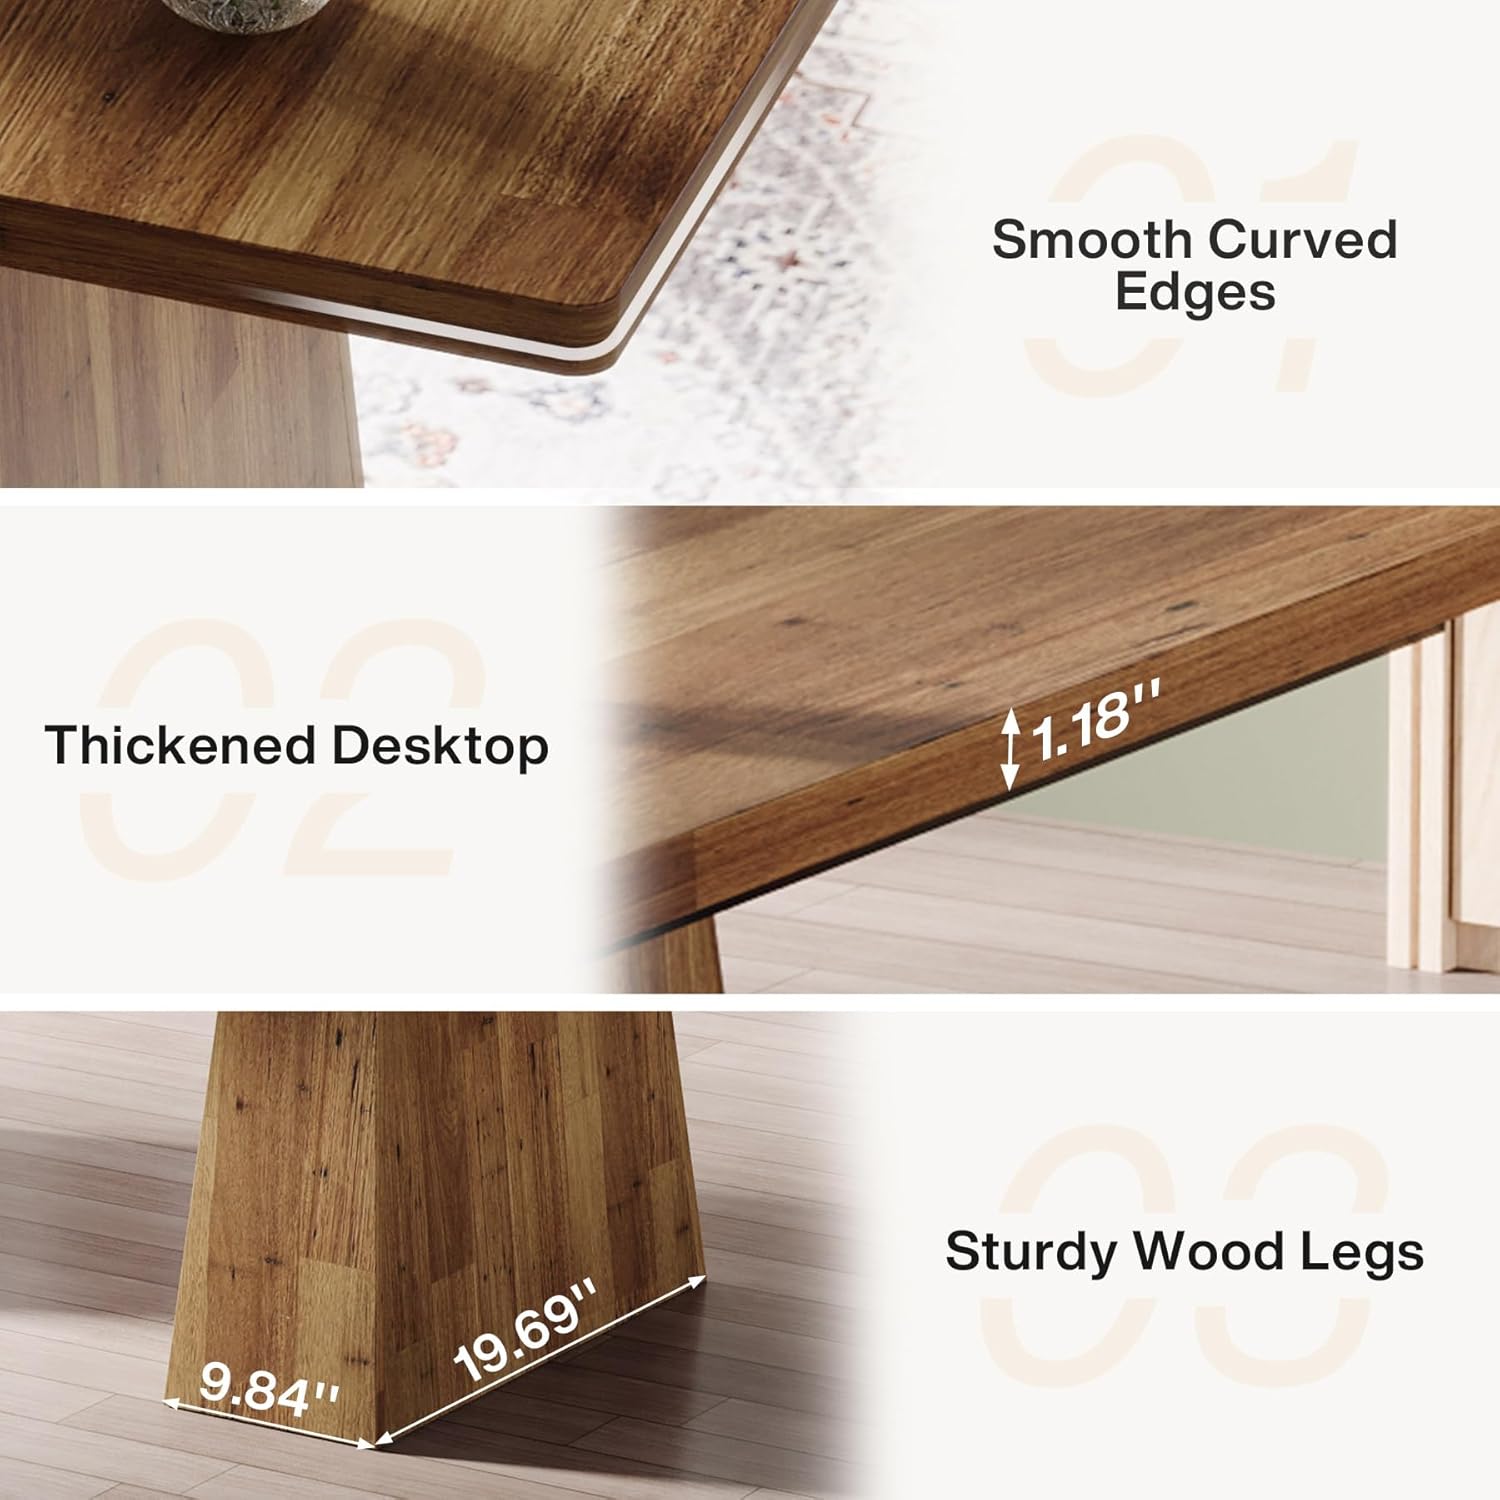 01
Smooth Curved
Edges
02
Thickened Desktop
1.18''
03
Sturdy Wood Legs
9.84''
19.69''